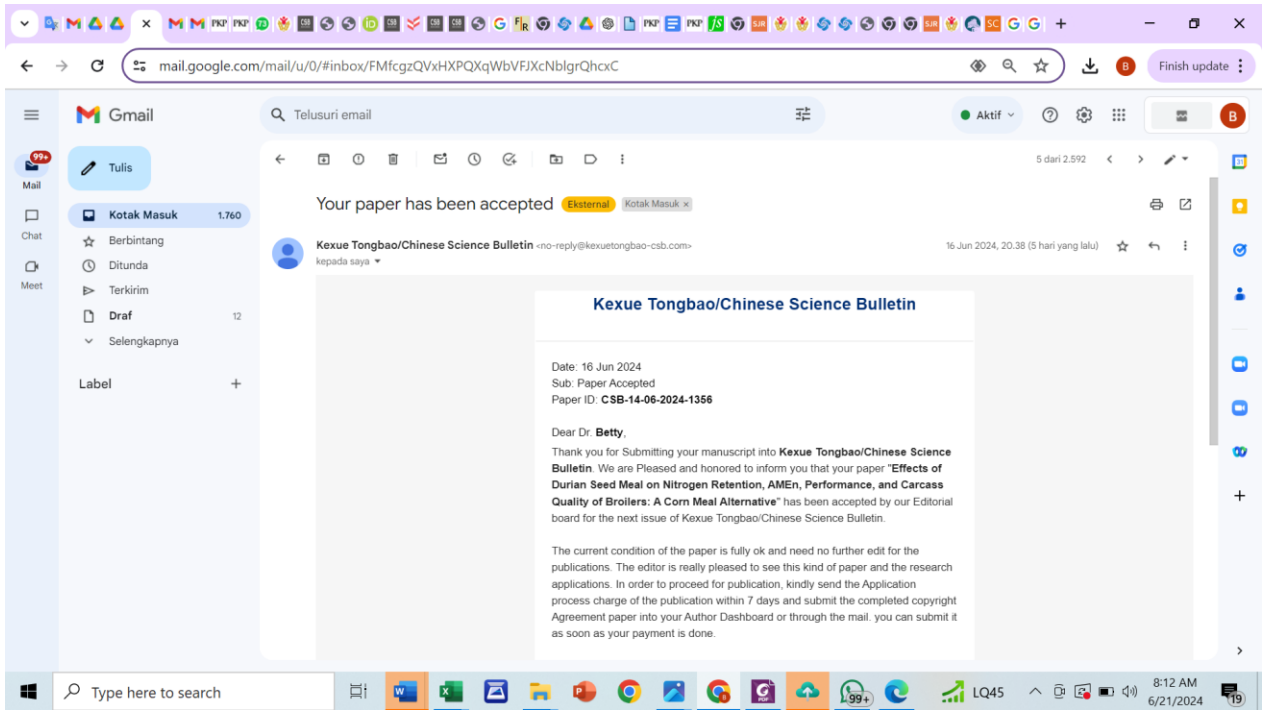 mail.google.com/mail/u/0/#inbox/FMfcgzQVxHXPQXqWbVFJXcNblgrQhcxC
B
Finish update
Gmail
Telusuri email
Aktif
B
99+
Mail
Tulis
5 dari 2.592
Your paper has been accepted Eksternal Kotak Masuk ×
Kotak Masuk 1.760
Chat
Berbintang
Kexue Tongbao/Chinese Science Bulletin <no-reply@kexuetongbao-csb.com>
16 Jun 2024, 20.38 (5 hari yang lalu)
kepada saya
Ditunda
Meet
Terkirim
Draf 12
Selengkapnya
Label
Kexue Tongbao/Chinese Science Bulletin
Date: 16 Jun 2024
Sub: Paper Accepted
Paper ID: CSB-14-06-2024-1356
Dear Dr. Betty,
Thank you for Submitting your manuscript into Kexue Tongbao/Chinese Science
Bulletin. We are Pleased and honored to inform you that your paper "Effects of
Durian Seed Meal on Nitrogen Retention, AMEn, Performance, and Carcass
Quality of Broilers: A Corn Meal Alternative" has been accepted by our Editorial
board for the next issue of Kexue Tongbao/Chinese Science Bulletin.
The current condition of the paper is fully ok and need no further edit for the
publications. The editor is really pleased to see this kind of paper and the research
applications. In order to proceed for publication, kindly send the Application
process charge of the publication within 7 days and submit the completed copyright
Agreement paper into your Author Dashboard or through the mail. you can submit it
as soon as your payment is done.
Type here to search
99+
LQ45
8:12 AM
6/21/2024
19